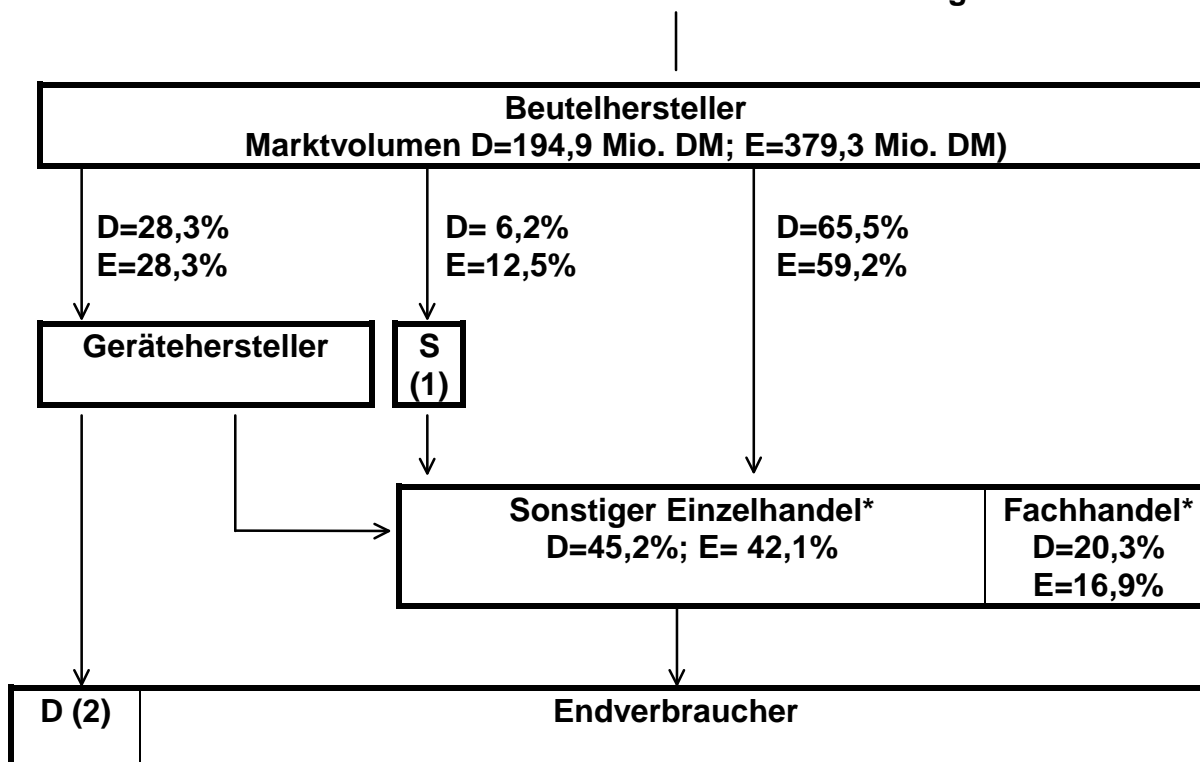 Beutelhersteller
Marktvolumen D=194,9 Mio. DM; E=379,3 Mio. DM)
D=28,3%
E=28,3%
D= 6,2%
E=12,5%
D=65,5%
E=59,2%
Gerätehersteller
S
(1)
Sonstiger Einzelhandel*
D=45,2%; E= 42,1%
Fachhandel*
D=20,3%
E=16,9%
D (2)
Endverbraucher